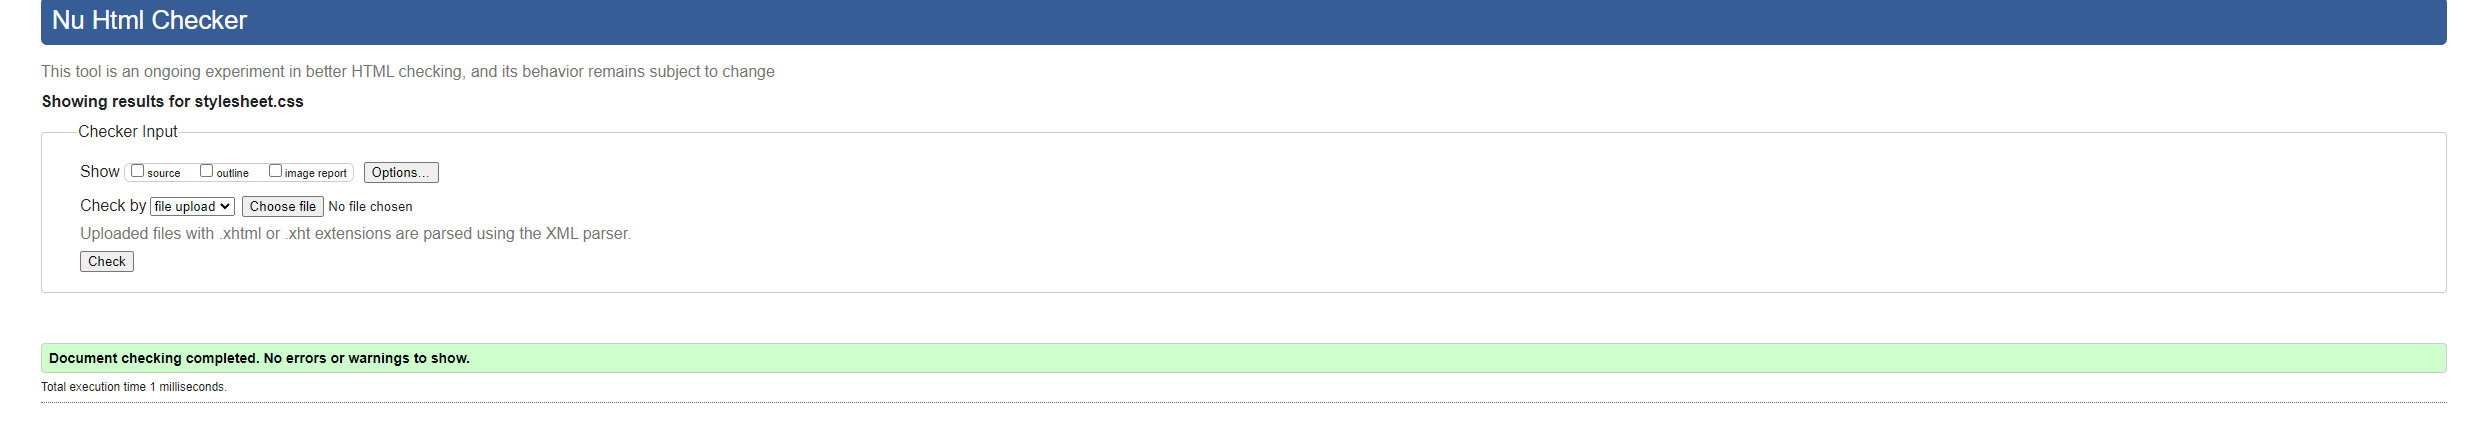 Nu Html Checker
This tool is an ongoing experiment in better HTML checking, and its behavior remains subject to change
Showing results for stylesheet.css
Checker Input
Show source outline image report Options...
Check by file upload Choose file No file chosen
Uploaded files with .xhtml or .xht extensions are parsed using the XML parser.
Check
Document checking completed. No errors or warnings to show.
Total execution time 1 milliseconds.